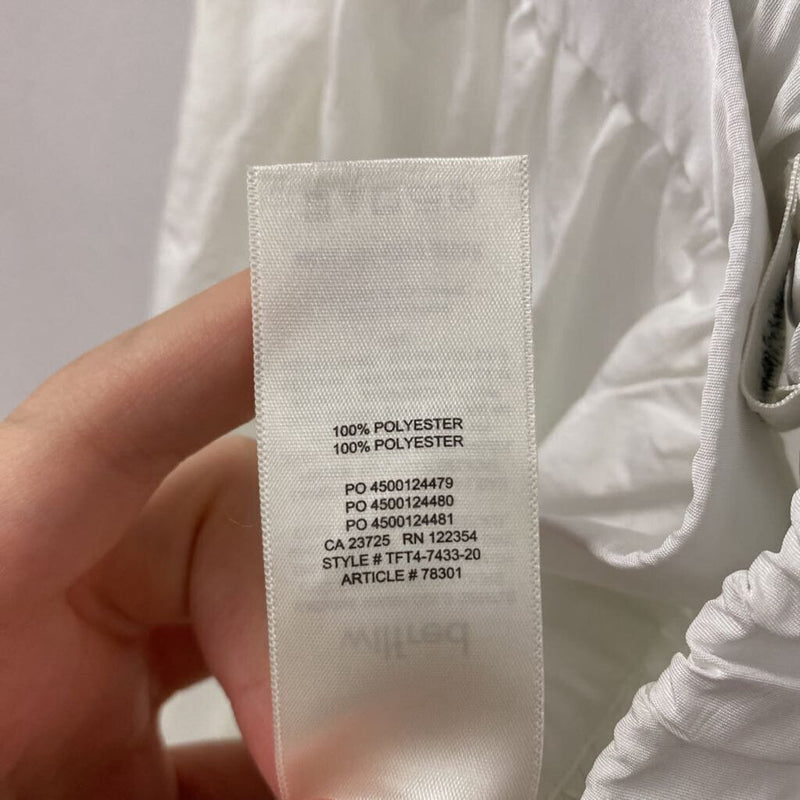 100% POLYESTER
100% POLYESTER
PO 4500124479
PO 4500124480
PO 4500124481
CA 23725 RN 122354
STYLE # TFT4-7433-20
ARTICLE # 78301
wilfred